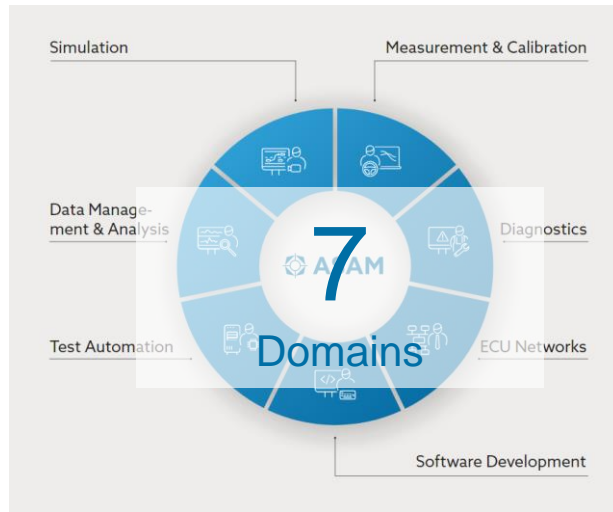 Simulation
Measurement & Calibration
Data Manage-
ment & Analysis
7
Diagnostics
ASAM
Test Automation
Domains
ECU Networks
Software Development